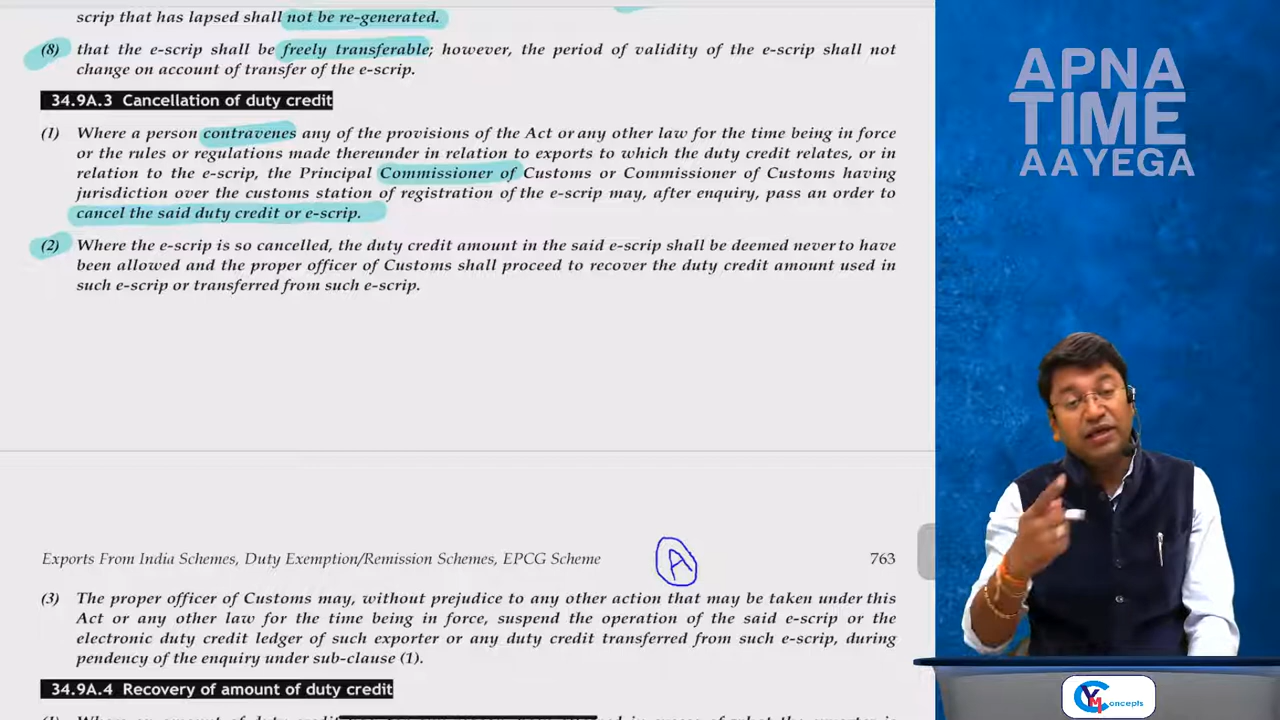 scrip that has lapsed shall not be re-generated.
(8) that the e-scrip shall be freely transferable; however, the period of validity of the e-scrip shall not
change on account of transfer of the e-scrip.
34.9A.3 Cancellation of duty credit
(1) Where a person contravenes any of the provisions of the Act or any other law for the time being in force
or the rules or regulations made thereunder in relation to exports to which the duty credit relates, or in
relation to the e-scrip, the Principal Commissioner of Customs or Commissioner of Customs having
jurisdiction over the customs station of registration of the e-scrip may, after enquiry, pass an order to
cancel the said duty credit or e-scrip.
(2) Where the e-scrip is so cancelled, the duty credit amount in the said e-scrip shall be deemed never to have
been allowed and the proper officer of Customs shall proceed to recover the duty credit amount used in
such e-scrip or transferred from such e-scrip.
A
Exports From India Schemes, Duty Exemption/Remission Schemes, EPCG Scheme 763
(3) The proper officer of Customs may, without prejudice to any other action that may be taken under this
Act or any other law for the time being in force, suspend the operation of the said e-scrip or the
electronic duty credit ledger of such exporter or any duty credit transferred from such e-scrip, during
pendency of the enquiry under sub-clause (1).
34.9A.4 Recovery of amount of duty credit
APNA
TIME
AAYEGA
YM Concepts